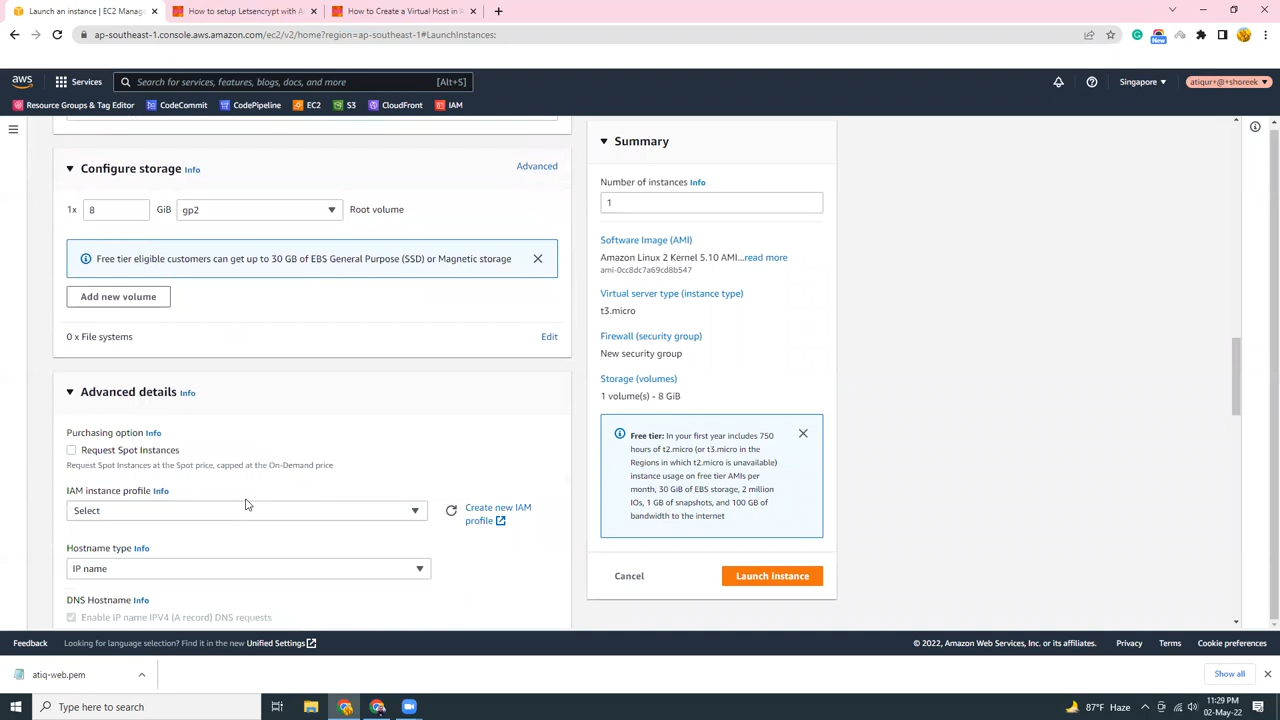 Launch an instance | EC2 Manag
How to setup Letsencrypt with A
How to Create a Virtual Host in A
ap-southeast-1.console.aws.amazon.com/ec2/v2/home?region=ap-southeast-1#LaunchInstances:
New
aws
Services
Search for services, features, blogs, docs, and more
[Alt+S]
Singapore
atiqur+@+shoreek
Resource Groups & Tag Editor
CodeCommit
CodePipeline
EC2
S3
CloudFront
IAM
Configure storage Info
Advanced
1x 8 GiB gp2 Root volume
Free tier eligible customers can get up to 30 GB of EBS General Purpose (SSD) or Magnetic storage
Add new volume
0 x File systems
Edit
Advanced details Info
Purchasing option Info
Request Spot Instances
Request Spot Instances at the Spot price, capped at the On-Demand price
IAM instance profile Info
Select
Create new IAM
profile
Hostname type Info
IP name
DNS Hostname Info
Enable IP name IPV4 (A record) DNS requests
Summary
Number of instances Info
1
Software Image (AMI)
Amazon Linux 2 Kernel 5.10 AMI...read more
ami-0cc8dc7a69cd8b547
Virtual server type (instance type)
t3.micro
Firewall (security group)
New security group
Storage (volumes)
1 volume(s) - 8 GiB
Free tier: In your first year includes 750
hours of t2.micro (or t3.micro in the
Regions in which t2.micro is unavailable)
instance usage on free tier AMIs per
month, 30 GiB of EBS storage, 2 million
IOs, 1 GB of snapshots, and 100 GB of
bandwidth to the internet
Cancel
Launch instance
Feedback
Looking for language selection? Find it in the new Unified Settings
© 2022, Amazon Web Services, Inc. or its affiliates.
Privacy
Terms
Cookie preferences
atiq-web.pem
Show all
Type here to search
87°F Haze
11:29 PM
02-May-22